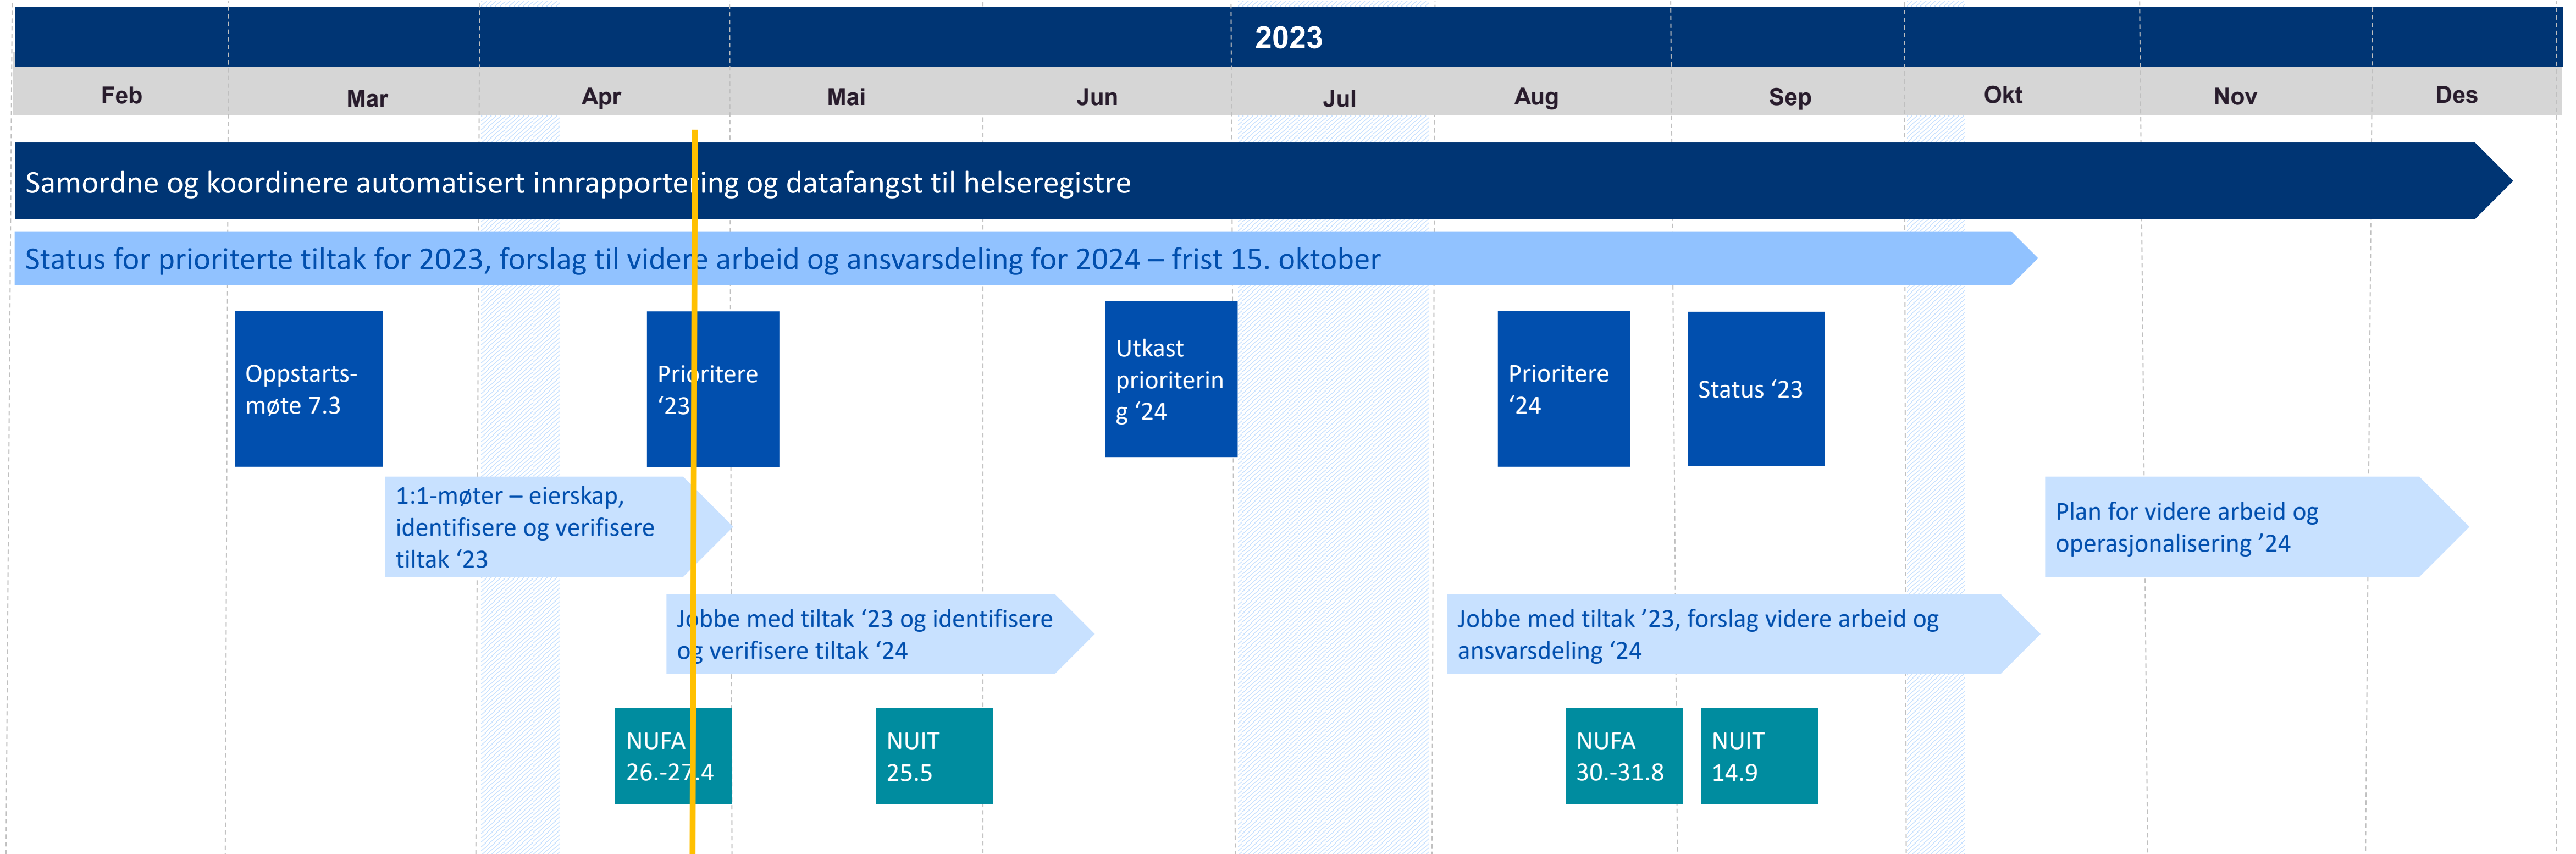 2023
Feb
Mar
Apr
Mai
Jun
Jul
Aug
Sep
Okt
Nov
Des
Samordne og koordinere automatisert innrapportering og datafangst til helseregistre
Status for prioriterte tiltak for 2023, forslag til videre arbeid og ansvarsdeling for 2024 – frist 15. oktober
Oppstarts-
møte 7.3
Prioritere
‘23
Utkast
prioriterin
g ‘24
Prioritere
‘24
Status ‘23
1:1-møter – eierskap,
identifisere og verifisere
tiltak ‘23
Plan for videre arbeid og
operasjonalisering ’24
Jobbe med tiltak ‘23 og identifisere
og verifisere tiltak ‘24
Jobbe med tiltak ’23, forslag videre arbeid og
ansvarsdeling ‘24
NUFA
26.-27.4
NUIT
25.5
NUFA
30.-31.8
NUIT
14.9